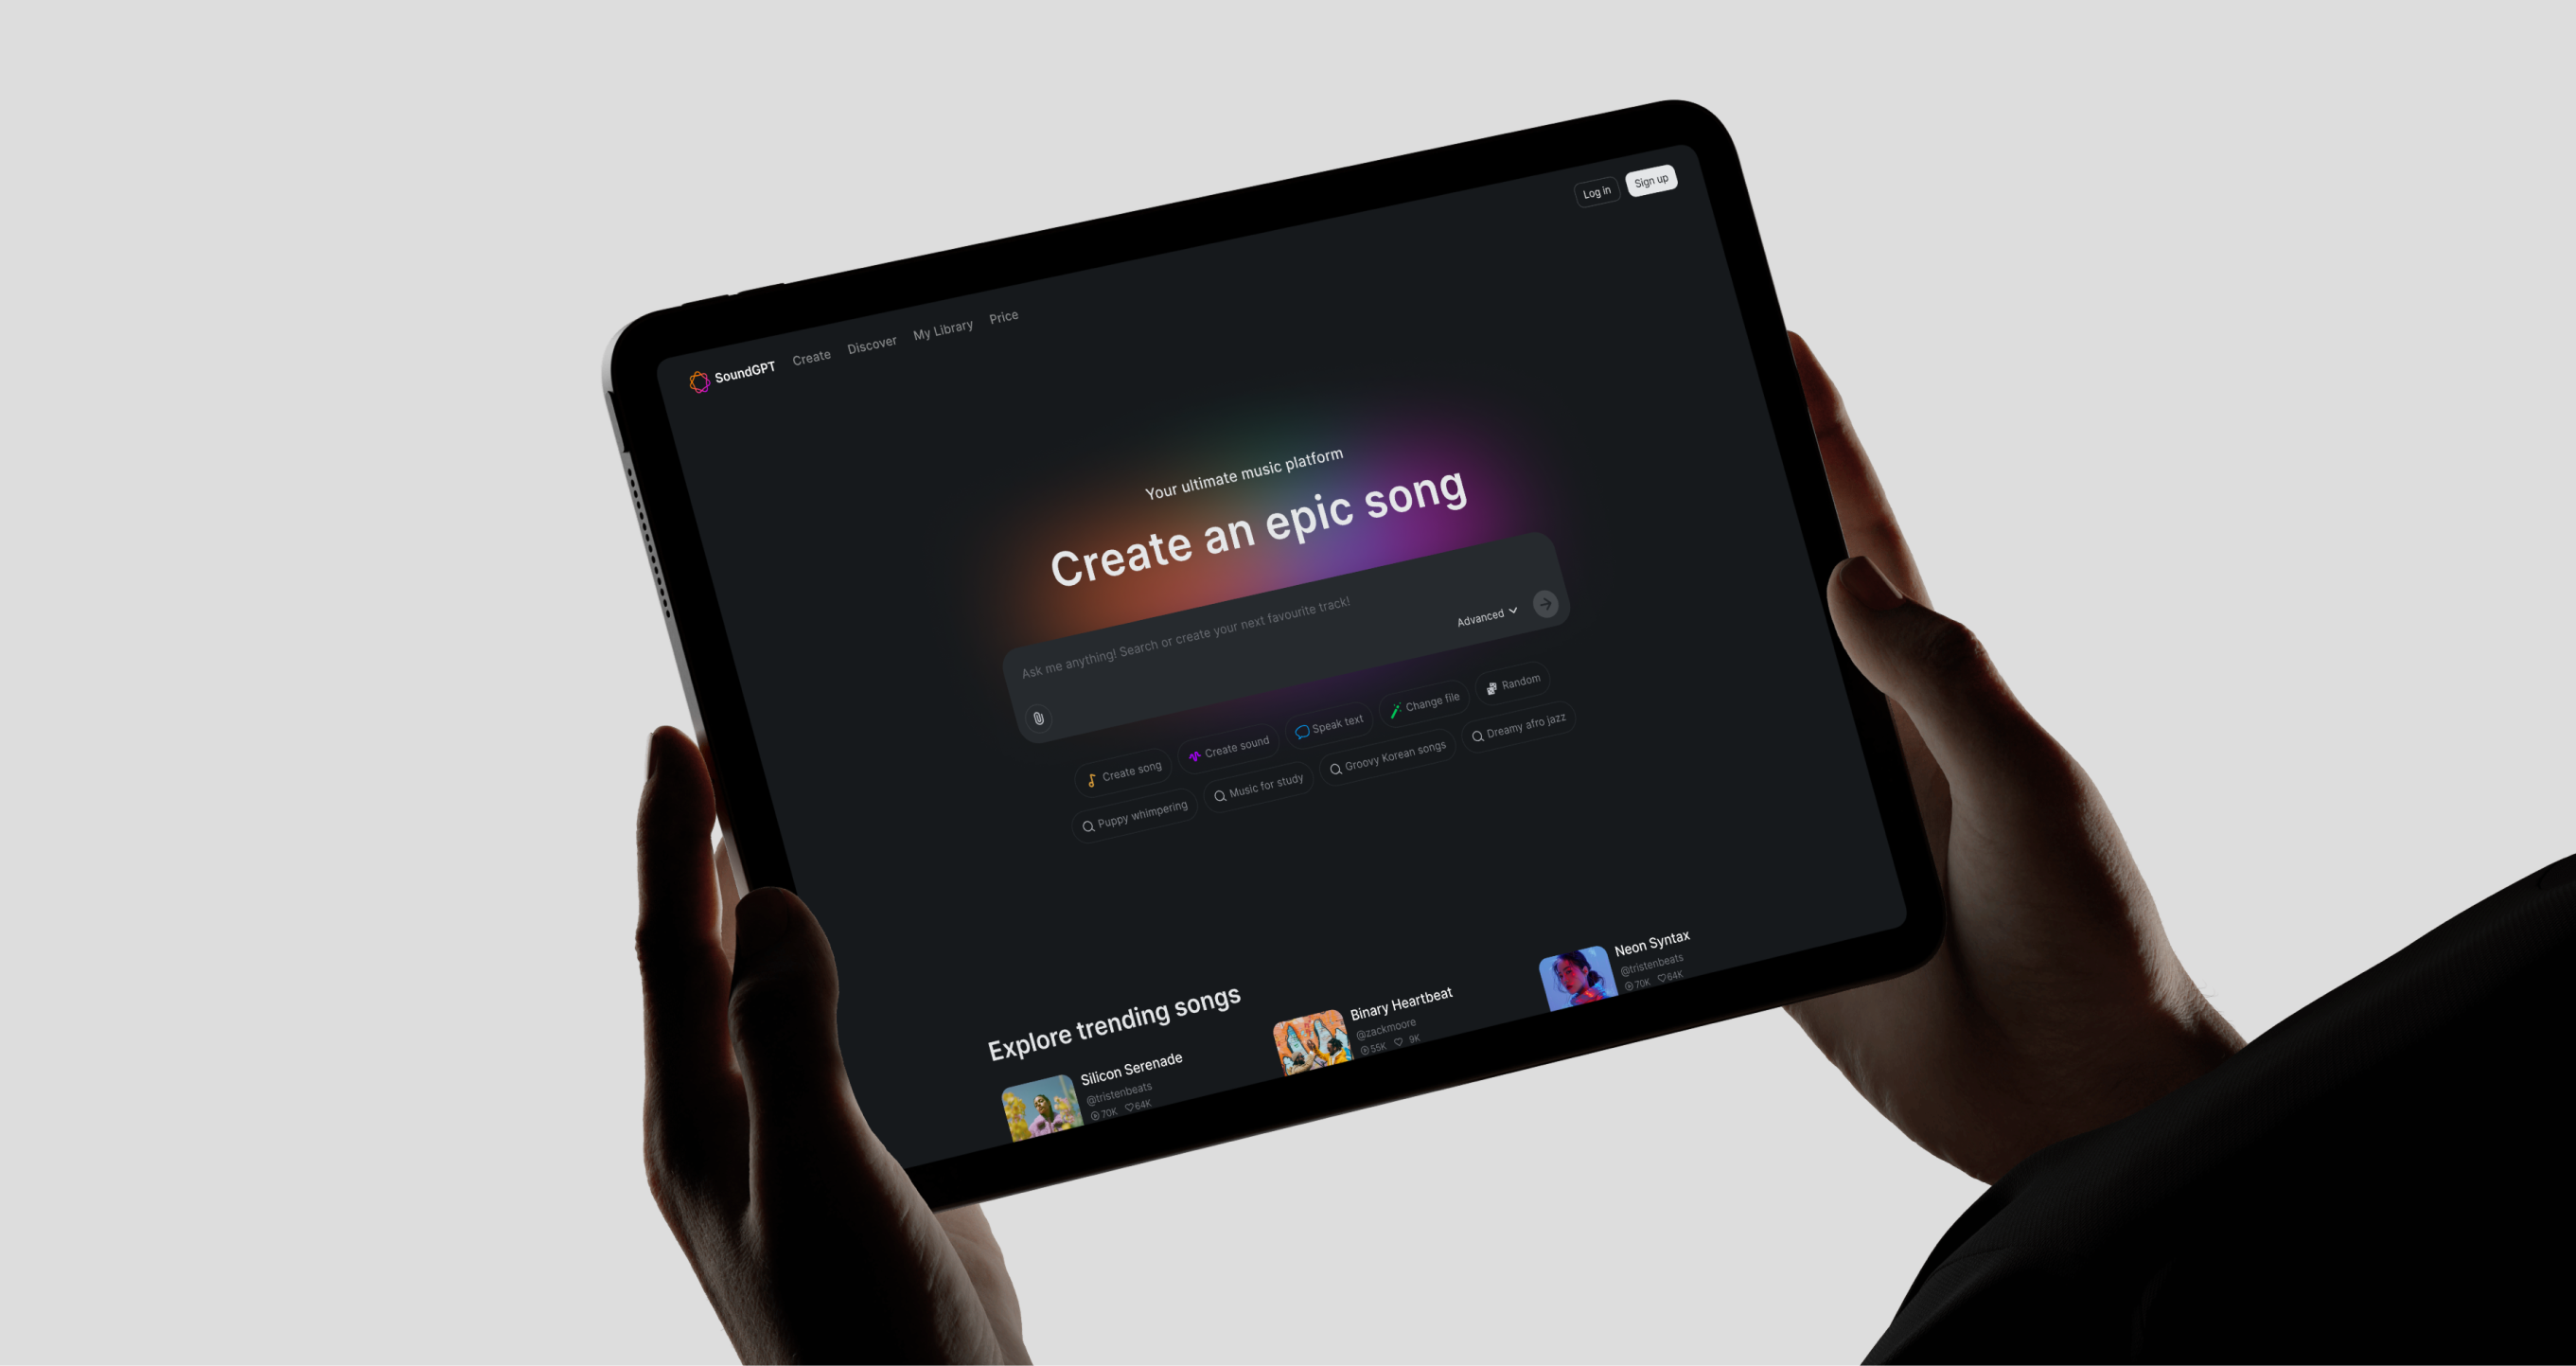 SoundGPT Create Discover My Library Price
Log in Sign up
Your ultimate music platform
Create an epic song
Ask me anything! Search or create your next favourite track!
Advanced
Create song Create sound Speak text Change file Random
Puppy whimpering Music for study Groovy Korean songs Dreamy afro jazz
Explore trending songs
Silicon Serenade
@tristenbeats
70K 64K
Binary Heartbeat
@zackmoore
55K 9K
Neon Syntax
@tristenbeats
70K 64K